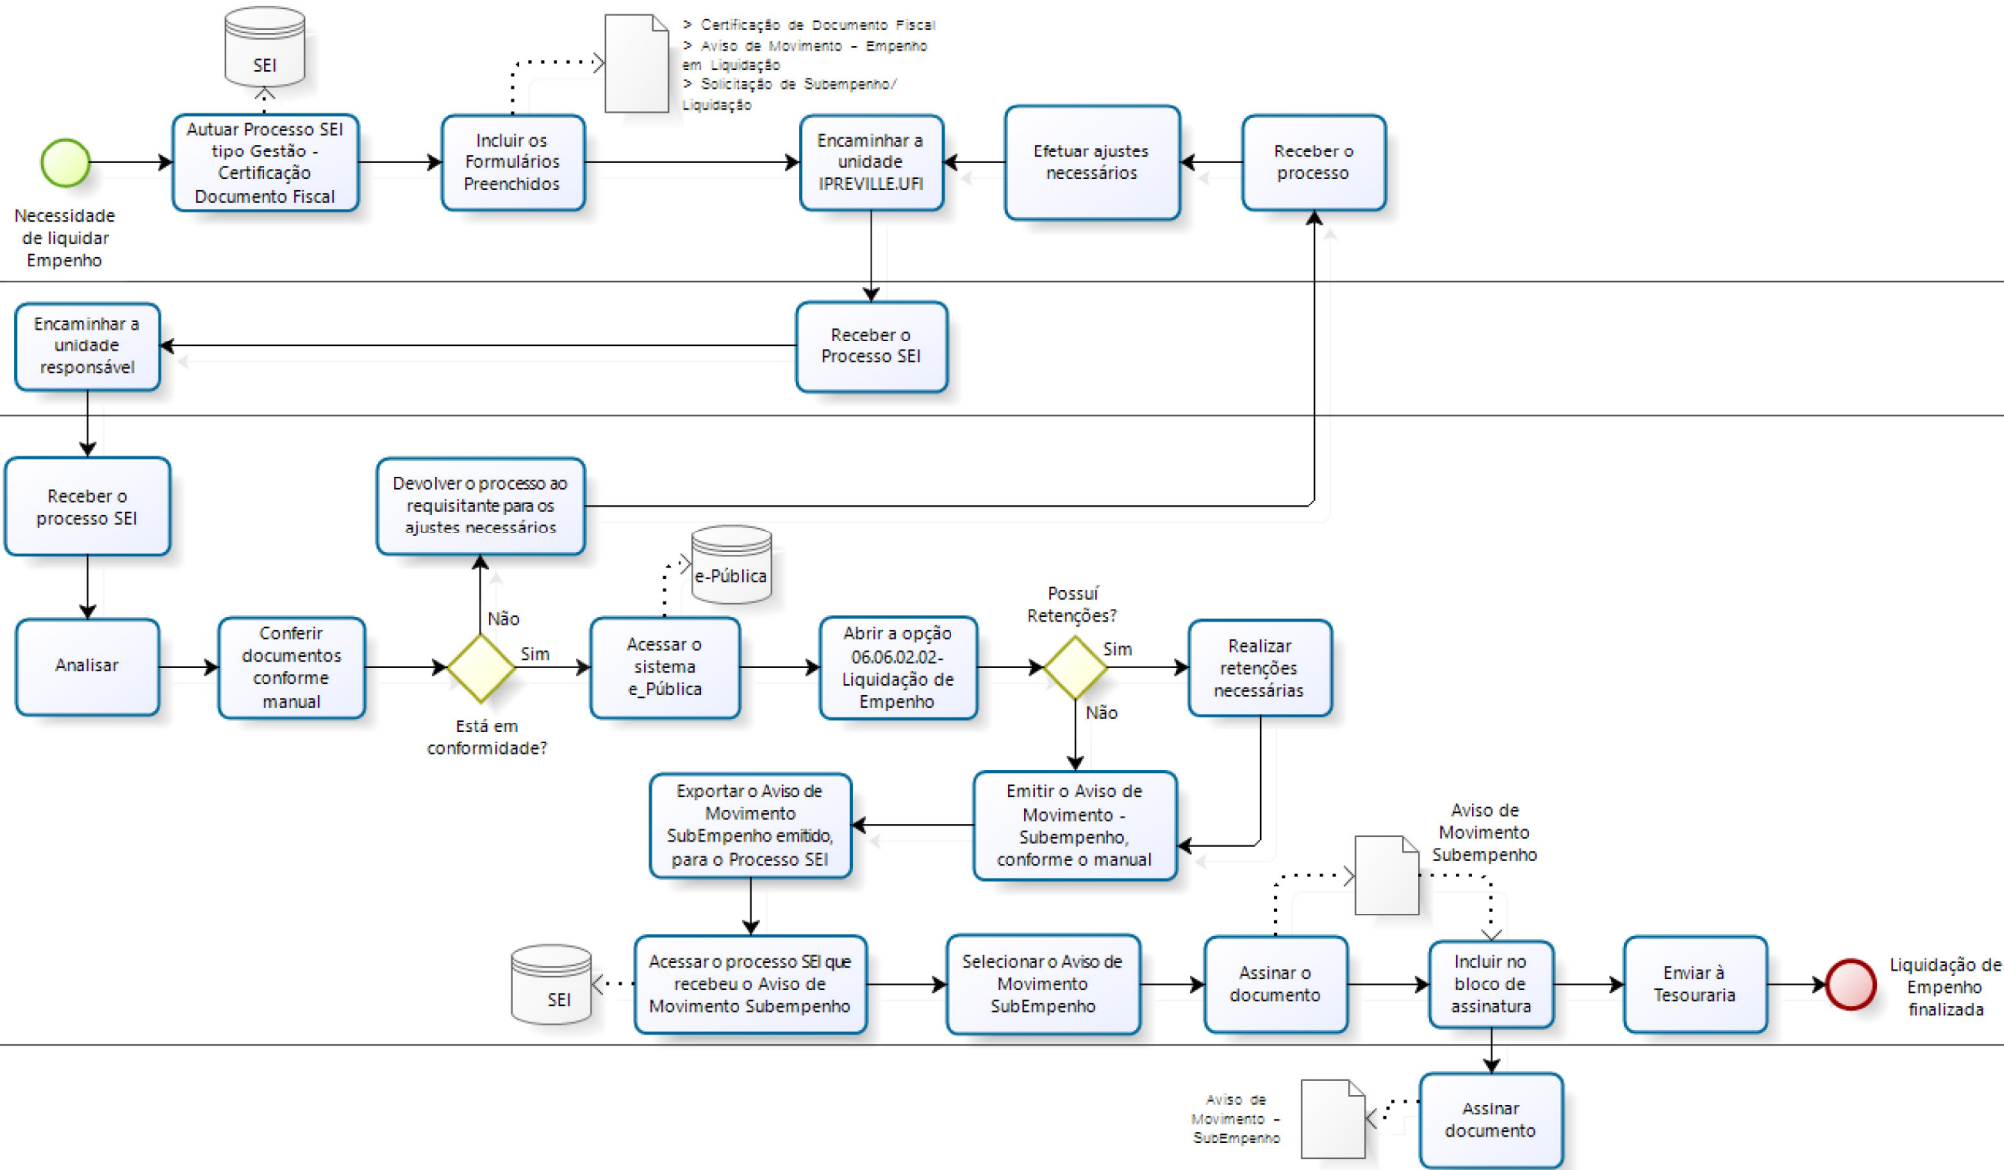 SEI
> Certificação de Documento Fiscal
> Aviso de Movimento – Empenho
em Liquidação
> Solicitação de Subempenho/
Liquidação
Necessidade
de liquidar
Empenho
Autuar Processo SEI
tipo Gestão -
Certificação
Documento Fiscal
Incluir os
Formulários
Preenchidos
Encaminhar a
unidade
IPREVILLE.UFI
Efetuar ajustes
necessários
Receber o
processo
Encaminhar a
unidade
responsável
Receber o
Processo SEI
Receber o
processo SEI
Devolver o processo ao
requisitante para os
ajustes necessários
e-Pública
Analisar
Conferir
documentos
conforme
manual
Não
Sim
Está em
conformidade?
Acessar o
sistema
e_Pública
Abrir a opção
06.06.02.02-
Liquidação de
Empenho
Possuí
Retenções?
Sim
Não
Realizar
retenções
necessárias
Exportar o Aviso de
Movimento
SubEmpenho emitido,
para o Processo SEI
Emitir o Aviso de
Movimento -
Subempenho,
conforme o manual
Aviso de
Movimento
Subempenho
SEI
Acessar o processo SEI que
recebeu o Aviso de
Movimento Subempenho
Selecionar o Aviso de
Movimento
SubEmpenho
Assinar o
documento
Incluir no
bloco de
assinatura
Enviar à
Tesouraria
Liquidação de
Empenho
finalizada
Aviso de
Movimento –
SubEmpenho
Assinar
documento